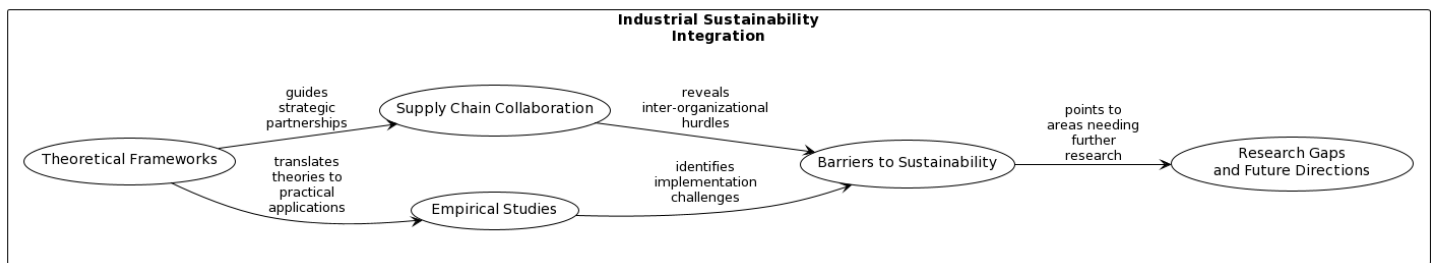 Industrial Sustainability
Integration
guides
strategic
partnerships
Supply Chain Collaboration
reveals
inter-organizational
hurdles
Theoretical Frameworks
translates
theories to
practical
applications
Empirical Studies
identifies
implementation
challenges
Barriers to Sustainability
points to
areas needing
further
research
Research Gaps
and Future Directions